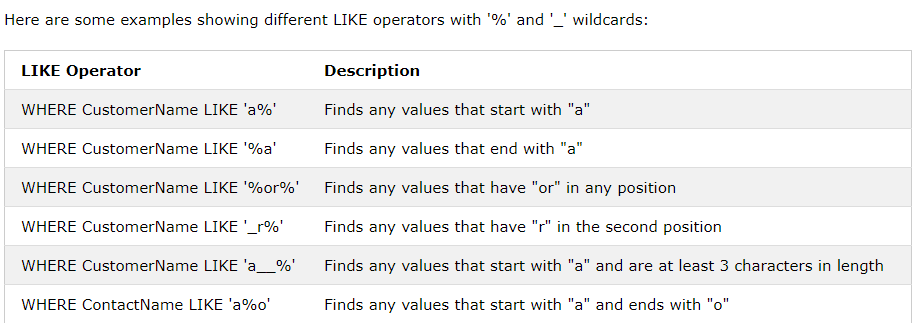 Here are some examples showing different LIKE operators with '%' and '_' wildcards:
LIKE Operator Description
WHERE CustomerName LIKE 'a%' Finds any values that start with "a"
WHERE CustomerName LIKE '%a' Finds any values that end with "a"
WHERE CustomerName LIKE '%or%' Finds any values that have "or" in any position
WHERE CustomerName LIKE '_r%' Finds any values that have "r" in the second position
WHERE CustomerName LIKE 'a__%' Finds any values that start with "a" and are at least 3 characters in length
WHERE ContactName LIKE 'a%o' Finds any values that start with "a" and ends with "o"